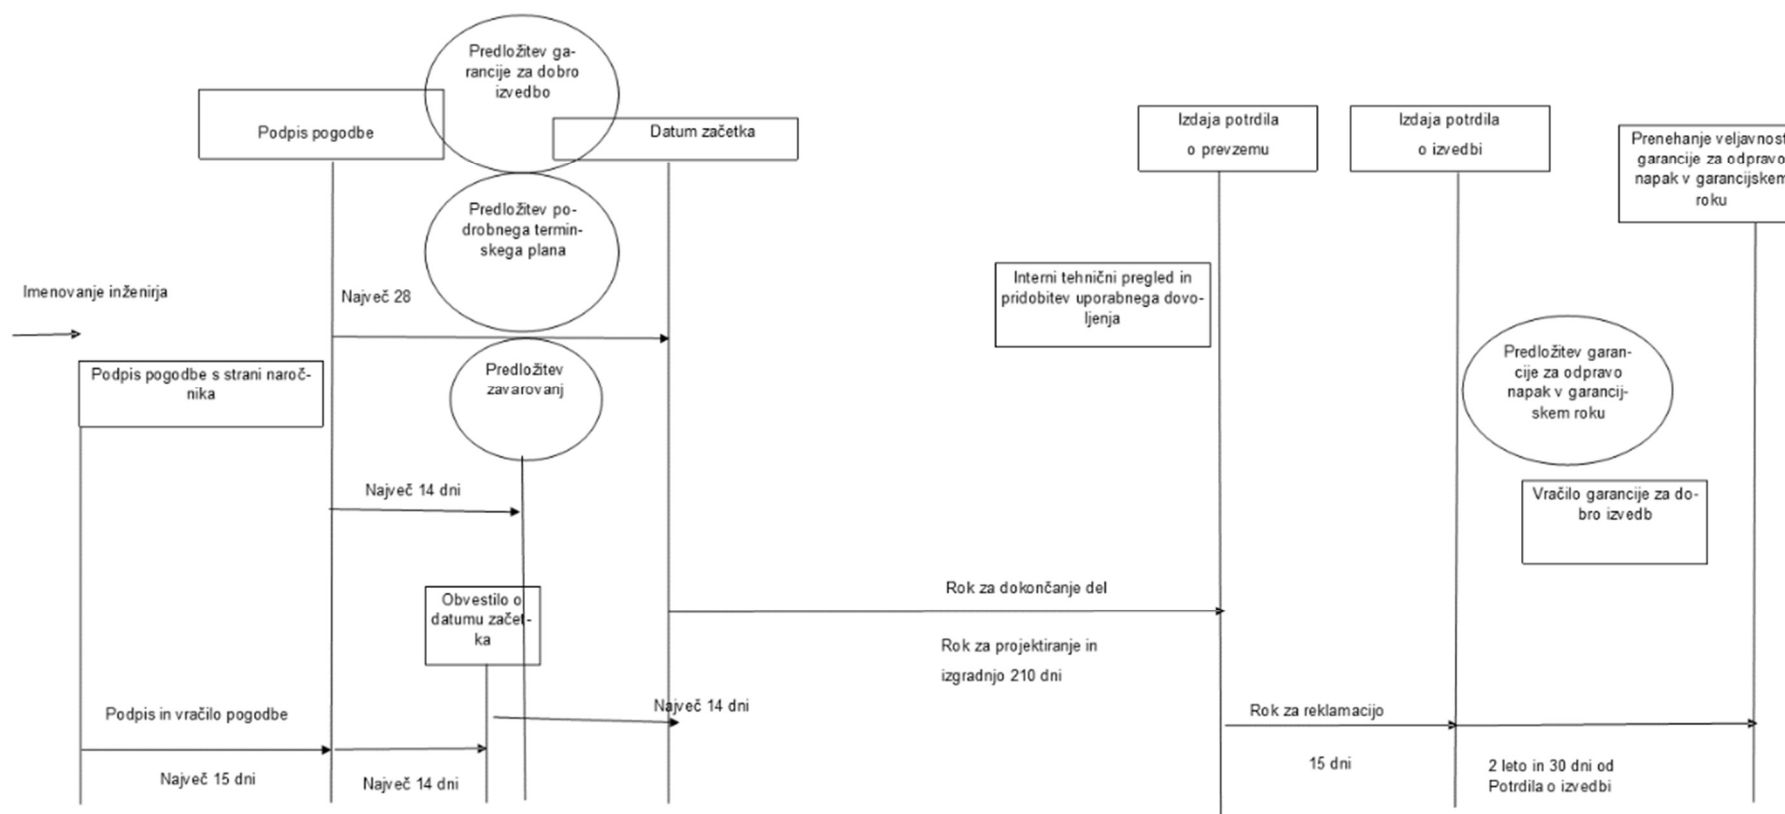 Predložitev ga-
rancije za dobro
izvedbo
Podpis pogodbe
Datum začetka
Izdaja potrdila
o prevzemu
Izdaja potrdila
o izvedbi
Prenehanje veljavnost
garancije za odpravo
napak v garancijskem
roku
Predložitev po-
drobnega termin-
skega plana
Imenovanje inženirja
Največ 28
Interni tehnični pregled in
pridobitev uporabnega dovo-
ljenja
Podpis pogodbe s strani naroč-
nika
Predložitev
zavarovanj
Predložitev garan-
cije za odpravo
napak v garancij-
skem roku
Največ 14 dni
Vračilo garancije za do-
bro izvedb
Obvestilo o
datumu začet-
ka
Rok za dokončanje del
Rok za projektiranje in
izgradnjo 210 dni
Podpis in vračilo pogodbe
Največ 14 dni
Rok za reklamacijo
Največ 15 dni
Največ 14 dni
15 dni
2 leto in 30 dni od
Potrdila o izvedbi